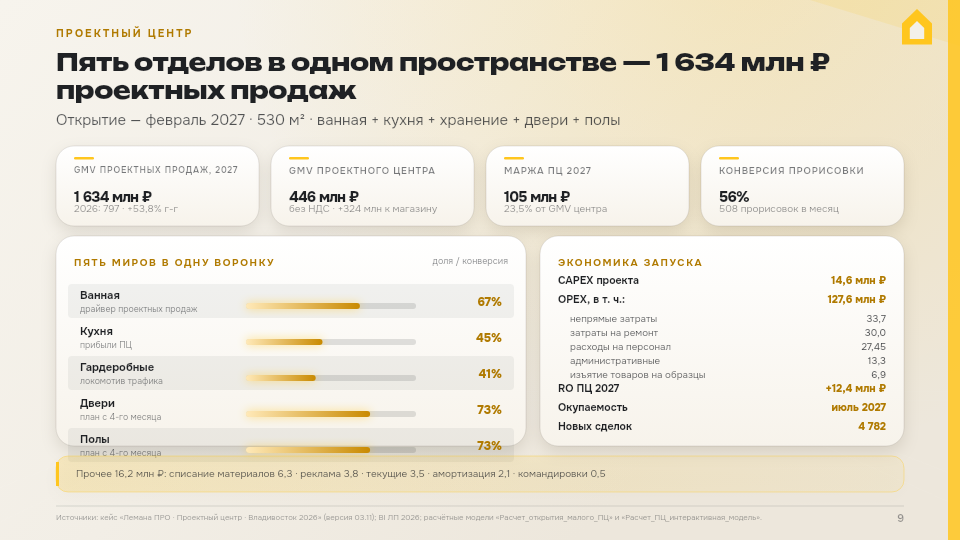 ПРОЕКТНЫЙ ЦЕНТР
Пять отделов в одном пространстве — 1 634 млн ₽
проектных продаж
Открытие — февраль 2027 · 530 м² · ванная + кухня + хранение + двери + полы
GMV ПРОЕКТНЫХ ПРОДАЖ, 2027
1 634 млн ₽
2026: 797 · +53,8% г-г
GMV ПРОЕКТНОГО ЦЕНТРА
446 млн ₽
без НДС · +324 млн к магазину
МАРЖА ПЦ 2027
105 млн ₽
23,5% от GMV центра
КОНВЕРСИЯ ПРОРИСОВКИ
56%
508 прорисовок в месяц
ПЯТЬ МИРОВ В ОДНУ ВОРОНКУ
доля / конверсия
Ванная
драйвер проектных продаж
67%
Кухня
прибыли ПЦ
45%
Гардеробные
локомотив трафика
41%
Двери
план с 4-го месяца
73%
Полы
план с 4-го месяца
73%
ЭКОНОМИКА ЗАПУСКА
CAPEX проекта 14,6 млн ₽
OPEX, в т. ч.: 127,6 млн ₽
непрямые затраты 33,7
затраты на ремонт 30,0
расходы на персонал 27,45
административные 13,3
изъятие товаров на образцы 6,9
RO ПЦ 2027 +12,4 млн ₽
Окупаемость июль 2027
Новых сделок 4 782
Прочее 16,2 млн ₽: списание материалов 6,3 · реклама 3,8 · текущие 3,5 · амортизация 2,1 · командировки 0,5
Источники: кейс «Лемана ПРО · Проектный центр · Владивосток 2026» (версия 03.11); BI ЛП 2026; расчётные модели «Расчет_открытия_малого_ПЦ» и «Расчет_ПЦ_интерактивная_модель».
9